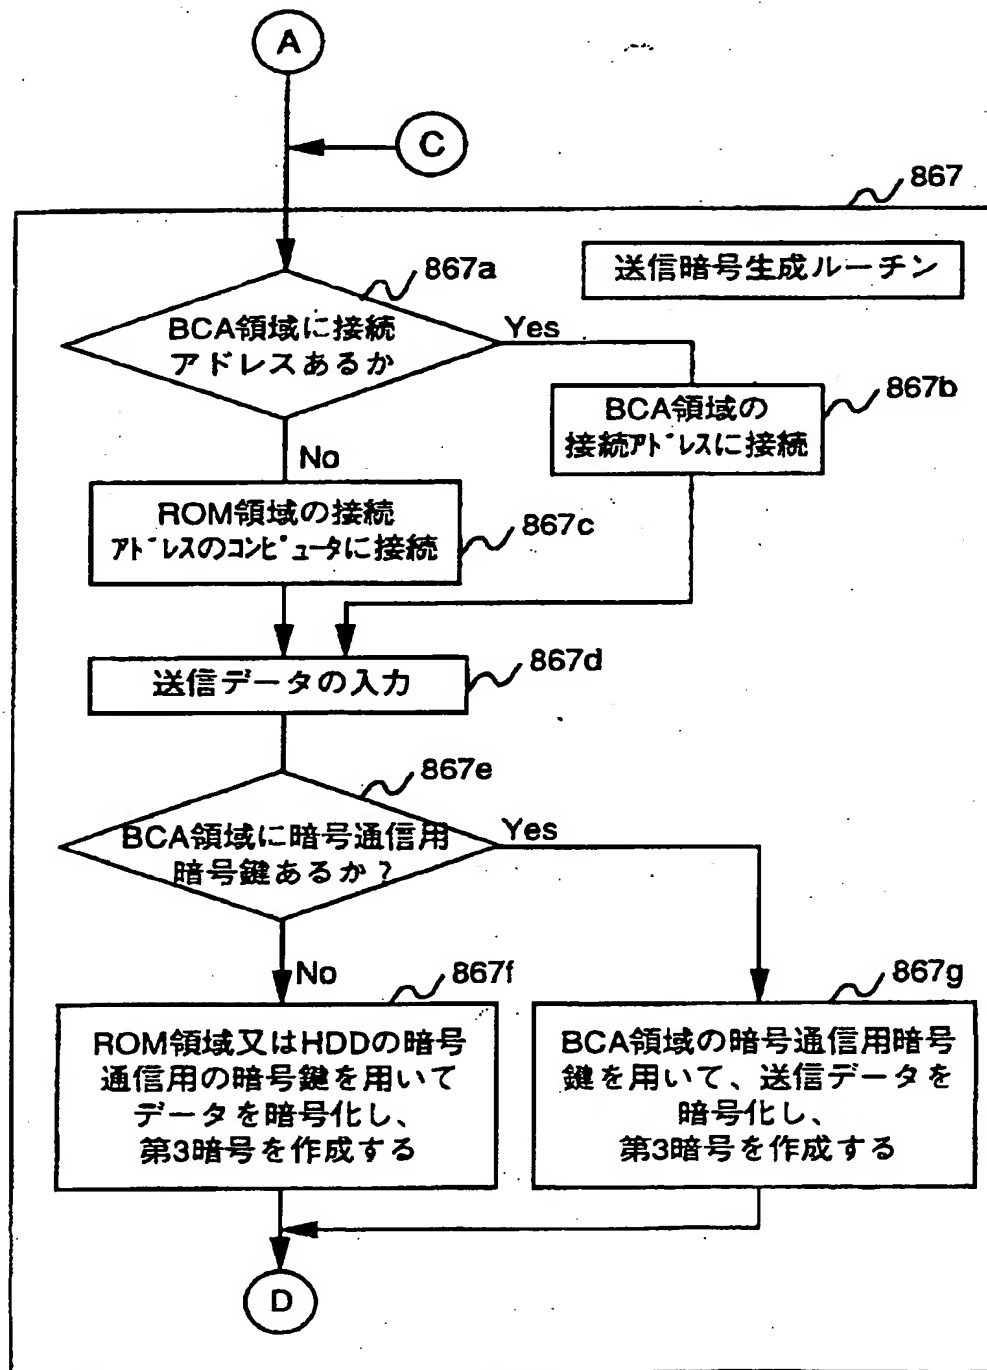 A
C
867
送信暗号生成ルーチン
867a
BCA領域に接続
アドレスあるか
Yes
867b
BCA領域の
接続ｱﾄﾞﾚｽに接続
No
ROM領域の接続
ｱﾄﾞﾚｽのｺﾝﾋﾟｭｰﾀに接続
867c
送信データの入力
867d
867e
BCA領域に暗号通信用
暗号鍵あるか？
Yes
No
867f
ROM領域又はHDDの暗号
通信用の暗号鍵を用いて
データを暗号化し、
第3暗号を作成する
867g
BCA領域の暗号通信用暗号
鍵を用いて、送信データを
暗号化し、
第3暗号を作成する
D